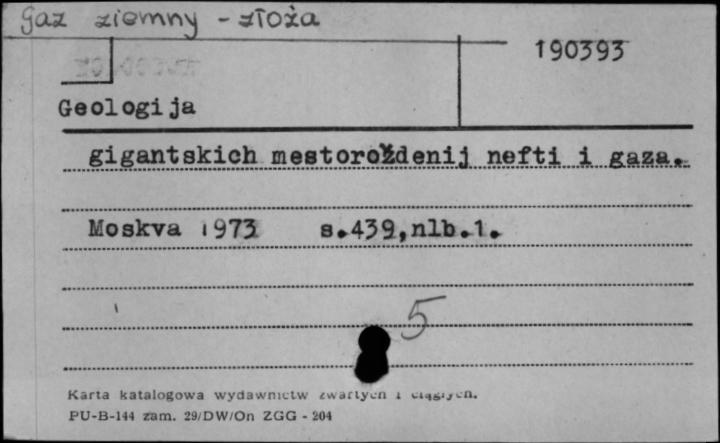 Gaz ziemny - złoża
190393
Geologija
gigantskich mestorożdenij nefti i gaza.
Moskva 1973 s.439,nlb.1.
5
Karta katalogowa wydawnictw zwartych i ciągłych.
PU-B-144 zam. 29/DW/On ZGG - 204